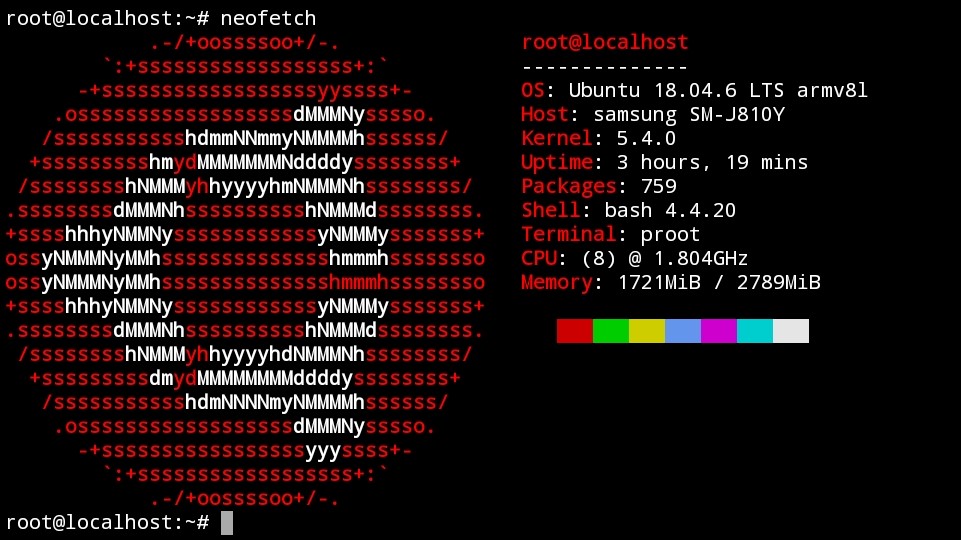 root@localhost:~# neofetch
            .-/+oossssoo+/-.               root@localhost
        `:+ssssssssssssssssss+:`           --------------
      -+ssssssssssssssssssyyssss+-         OS: Ubuntu 18.04.6 LTS armv8l
    .ossssssssssssssssssdMMMNysssso.       Host: samsung SM-J810Y
   /ssssssssssshdmmNNmmyNMMMMhssssss/      Kernel: 5.4.0
  +ssssssssshmydMMMMMMMNddddyssssssss+     Uptime: 3 hours, 19 mins
 /sssssssshNMMMyhhyyyyhmNMMMNhssssssss/    Packages: 759
.ssssssssdMMMNhsssssssssshNMMMdssssssss.   Shell: bash 4.4.20
+sssshhhyNMMNyssssssssssssyNMMMysssssss+   Terminal: proot
ossyNMMMNyMMhsssssssssssssshmmmhssssssso   CPU: (8) @ 1.804GHz
ossyNMMMNyMMhsssssssssssssshmmmhssssssso   Memory: 1721MiB / 2789MiB
+sssshhhyNMMNyssssssssssssyNMMMysssssss+
.ssssssssdMMMNhsssssssssshNMMMdssssssss.
 /sssssssshNMMMyhhyyyyhdNMMMNhssssssss/
  +sssssssssdmydMMMMMMMMddddyssssssss+
   /ssssssssssshdmNNNNmyNMMMMhssssss/
    .ossssssssssssssssssdMMMNysssso.
      -+sssssssssssssssssyyyssss+-
        `:+ssssssssssssssssss+:`
            .-/+oossssoo+/-.
root@localhost:~#